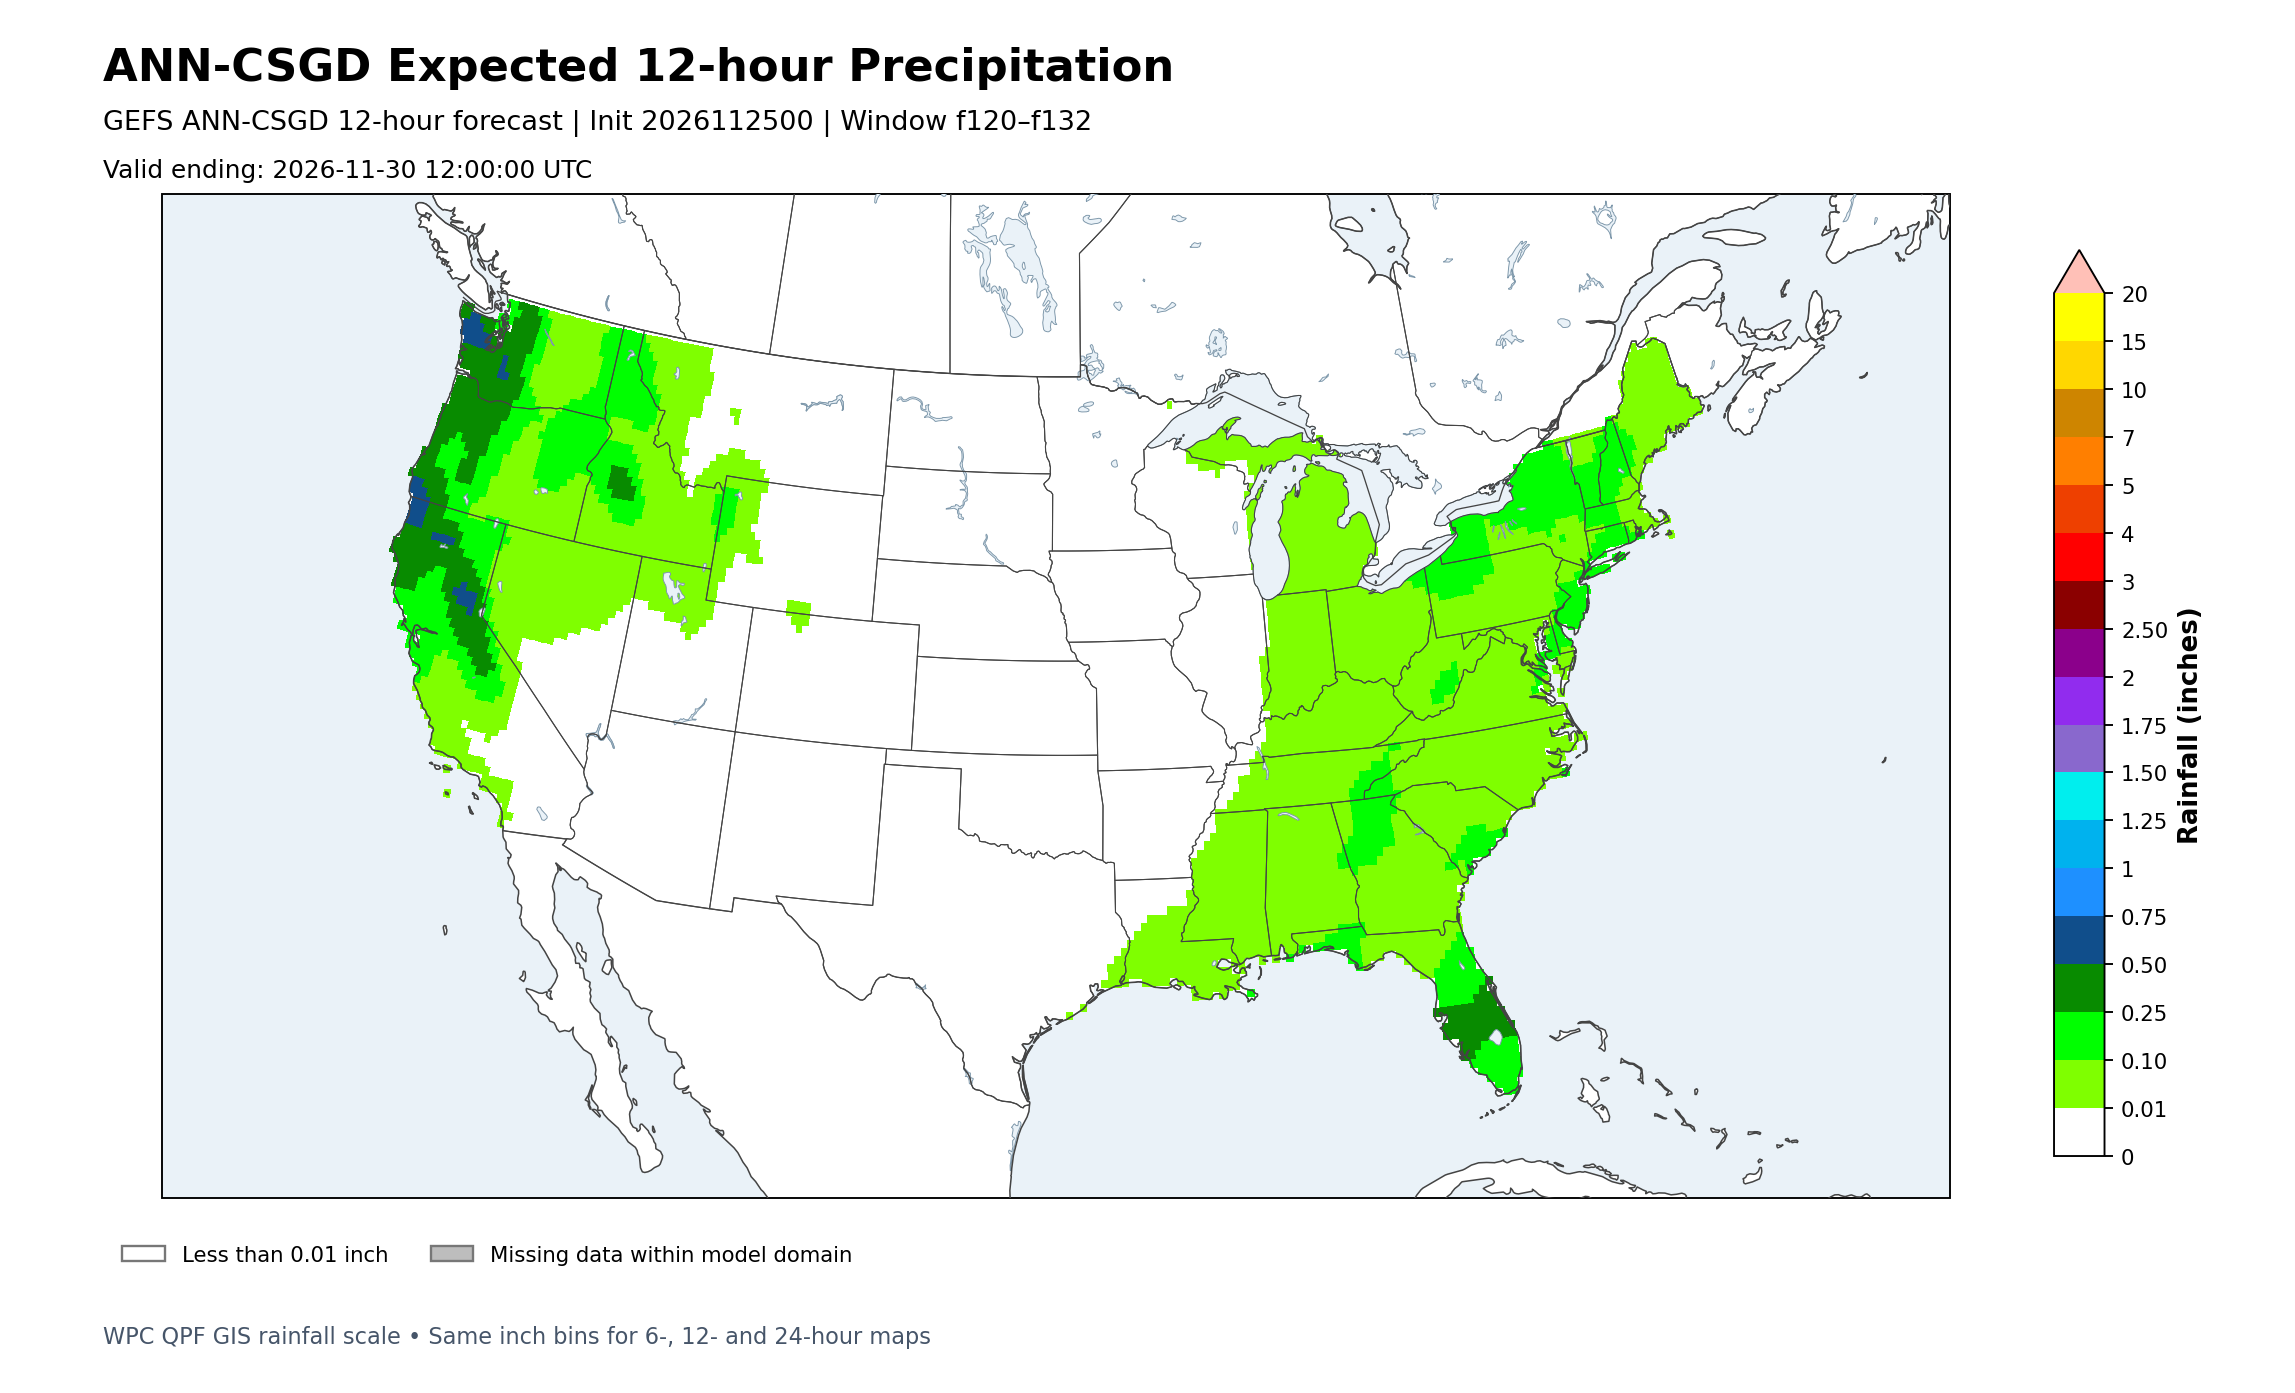 ANN-CSGD Expected 12-hour Precipitation
GEFS ANN-CSGD 12-hour forecast | Init 2026112500 | Window f120–f132
Valid ending: 2026-11-30 12:00:00 UTC
20
15
10
7
5
4
3
2.50
2
1.75
1.50
1.25
1
0.75
0.50
0.25
0.10
0.01
0
Rainfall (inches)
Less than 0.01 inch
Missing data within model domain
WPC QPF GIS rainfall scale • Same inch bins for 6-, 12- and 24-hour maps